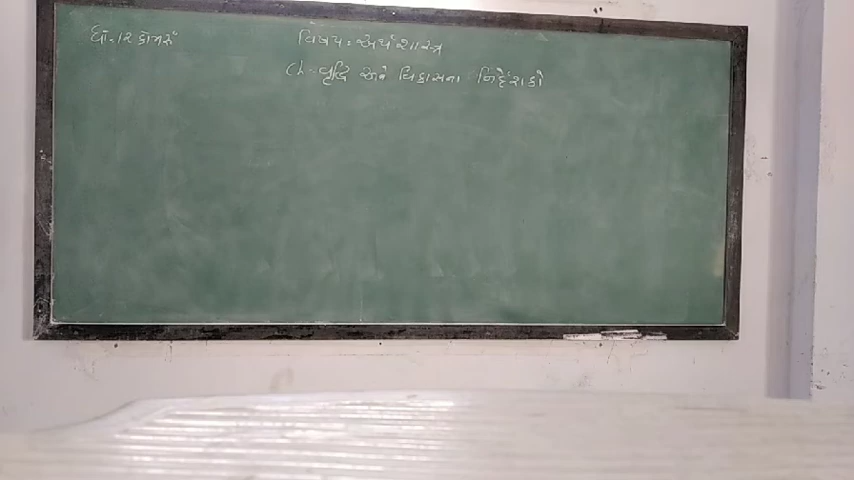 ધો.૧૨ કોમર્સ
વિષય: અર્થશાસ્ત્ર
Ch-વૃદ્ધિ અને વિકાસના નિર્દેશકો